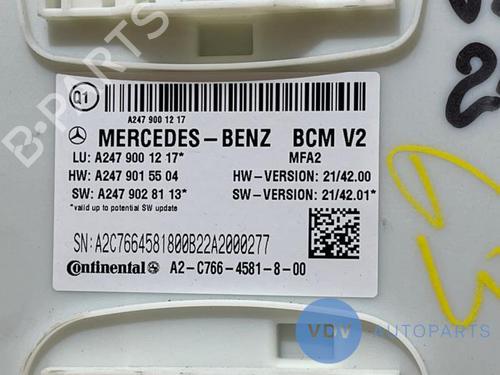 Q1
A247 900 12 17
MERCEDES-BENZ BCM V2
LU: A247 900 12 17* MFA2
HW: A247 901 55 04 HW-VERSION: 21/42.00
SW: A247 902 81 13* SW-VERSION: 21/42.01*
*valid up to potential SW update
SN: A2C7664581800B22A2000277
Continental A2-C766-4581-8-00
VDV AUTOPARTS
B-PARTS